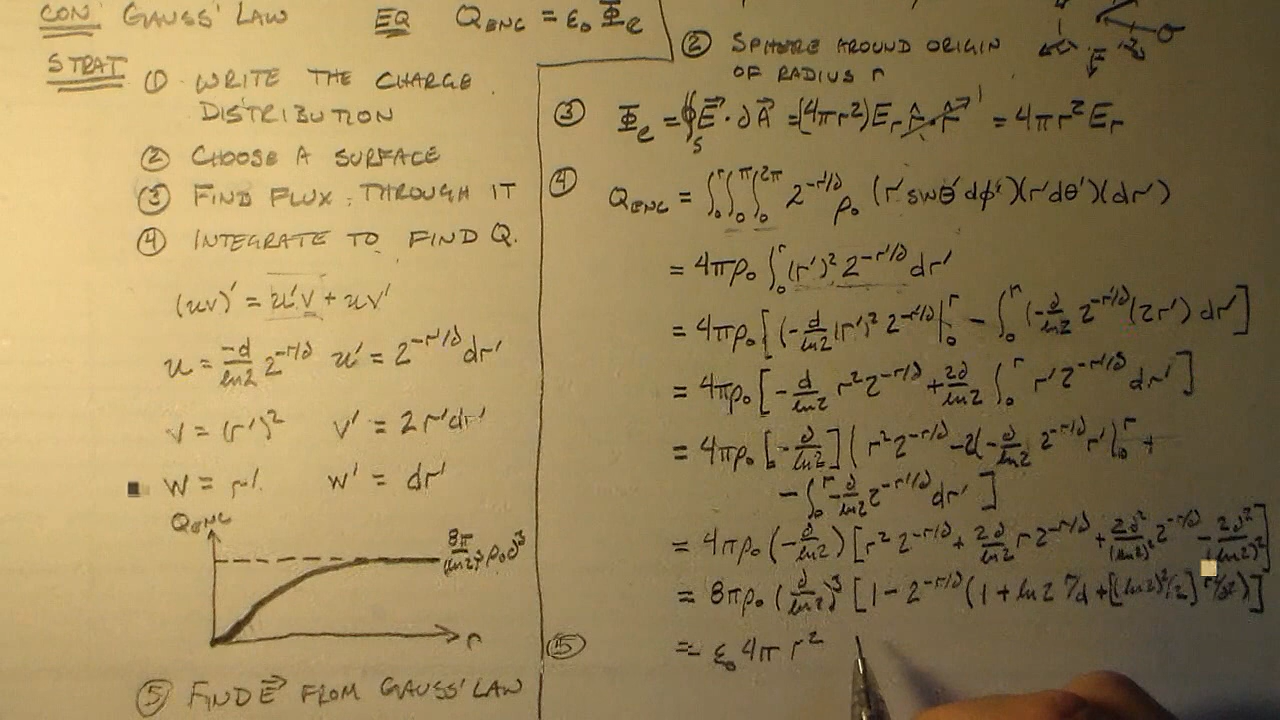 CON: GAUSS' LAW EQ Q_ENC = ε₀ Φ_e
STRAT ① WRITE THE CHARGE
DISTRIBUTION
② CHOOSE A SURFACE
③ FIND FLUX THROUGH IT
④ INTEGRATE TO FIND Q.
(uv)' = u'v + uv'
u = -d/ln2 2^(-r/d) u' = 2^(-r'/d) dr'
v = (r')² v' = 2r'dr'
w = r' w' = dr'
Q_ENC
8π/(ln2)³ ρ₀d³
r
⑤ FIND E⃗ FROM GAUSS' LAW
② SPHERE AROUND ORIGIN
OF RADIUS r
③ Φ_e = ∮_S E⃗ · dA⃗ = (4πr²) E_r r̂ · r̂ 1 = 4πr² E_r
④ Q_ENC = ∫₀^r ∫₀^π ∫₀^2π 2^(-r'/d) ρ₀ (r' sinθ' dφ')(r'dθ')(dr')
= 4πρ₀ ∫₀^r (r')² 2^(-r'/d) dr'
= 4πρ₀ [(-d/ln2 (r')² 2^(-r'/d) |₀^r - ∫₀^r (-d/ln2 2^(-r'/d) (2r') dr']
= 4πρ₀ [-d/ln2 r² 2^(-r/d) + 2d/ln2 ∫₀^r r' 2^(-r'/d) dr']
= 4πρ₀ [-d/ln2] (r² 2^(-r/d) - 2(-d/ln2 2^(-r'/d) r' |₀^r +
- ∫₀^r -d/ln2 2^(-r'/d) dr' ]
= 4πρ₀ (-d/ln2) [r² 2^(-r/d) + 2d/ln2 r 2^(-r/d) + 2d²/(ln2)² 2^(-r/d) - 2d²/(ln2)²]
= 8πρ₀ (d/ln2)³ [1 - 2^(-r/d) (1 + ln2 r/d + [(ln2)²/2] r²/d²)]
⑤ = ε₀ 4π r²